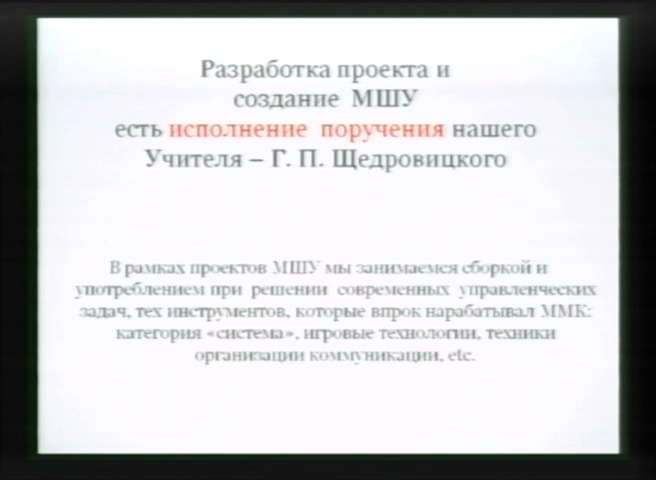 Разработка проекта и
создание МШУ
есть исполнение поручения нашего
Учителя – Г. П. Щедровицкого
В рамках проектов МШУ мы занимаемся сборкой и
употреблением при решении современных управленческих
задач, тех инструментов, которые впрок нарабатывал ММК:
категория «система», игровые технологии, техники
организации коммуникации, etc.